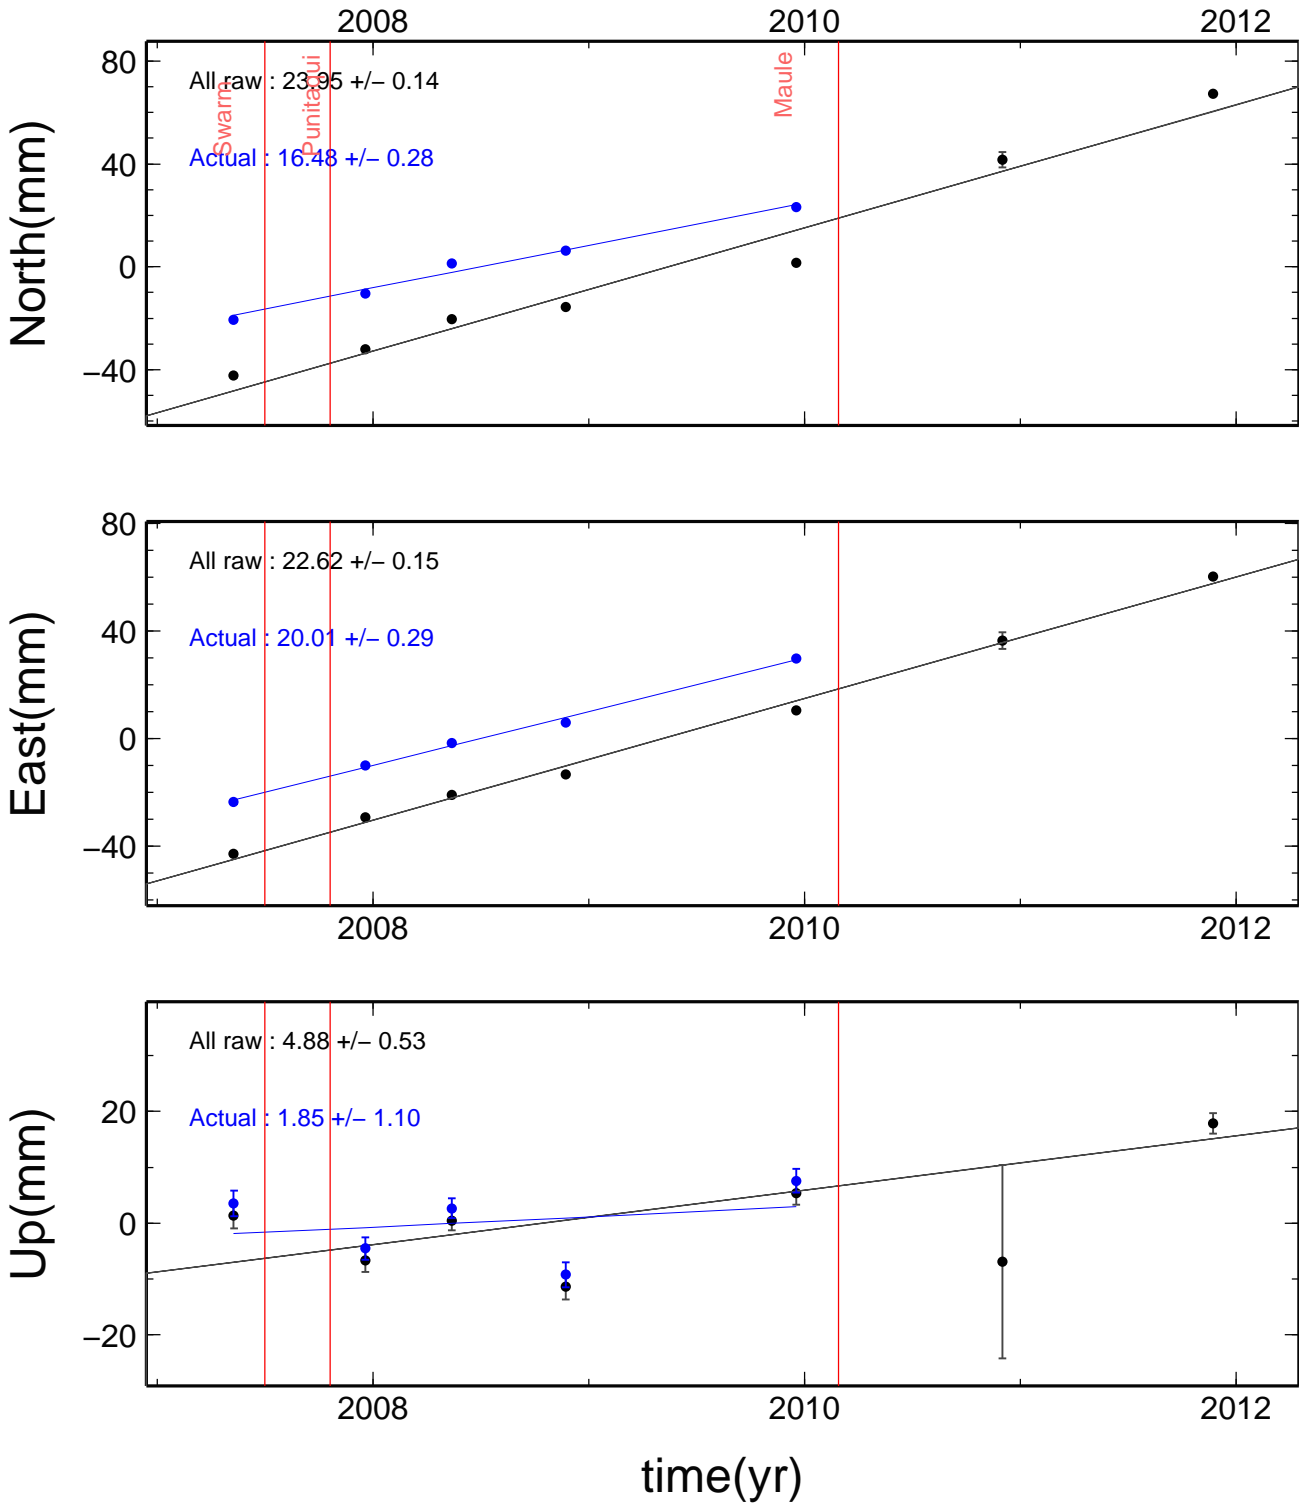 2008 2010 2012
North(mm)
80
40
0
−40
All raw : 23.95 +/− 0.14
Actual : 16.48 +/− 0.28
Swarm
Punitaqui
Maule
East(mm)
80
40
0
−40
All raw : 22.62 +/− 0.15
Actual : 20.01 +/− 0.29
2008 2010 2012
Up(mm)
20
0
−20
All raw : 4.88 +/− 0.53
Actual : 1.85 +/− 1.10
2008 2010 2012
time(yr)